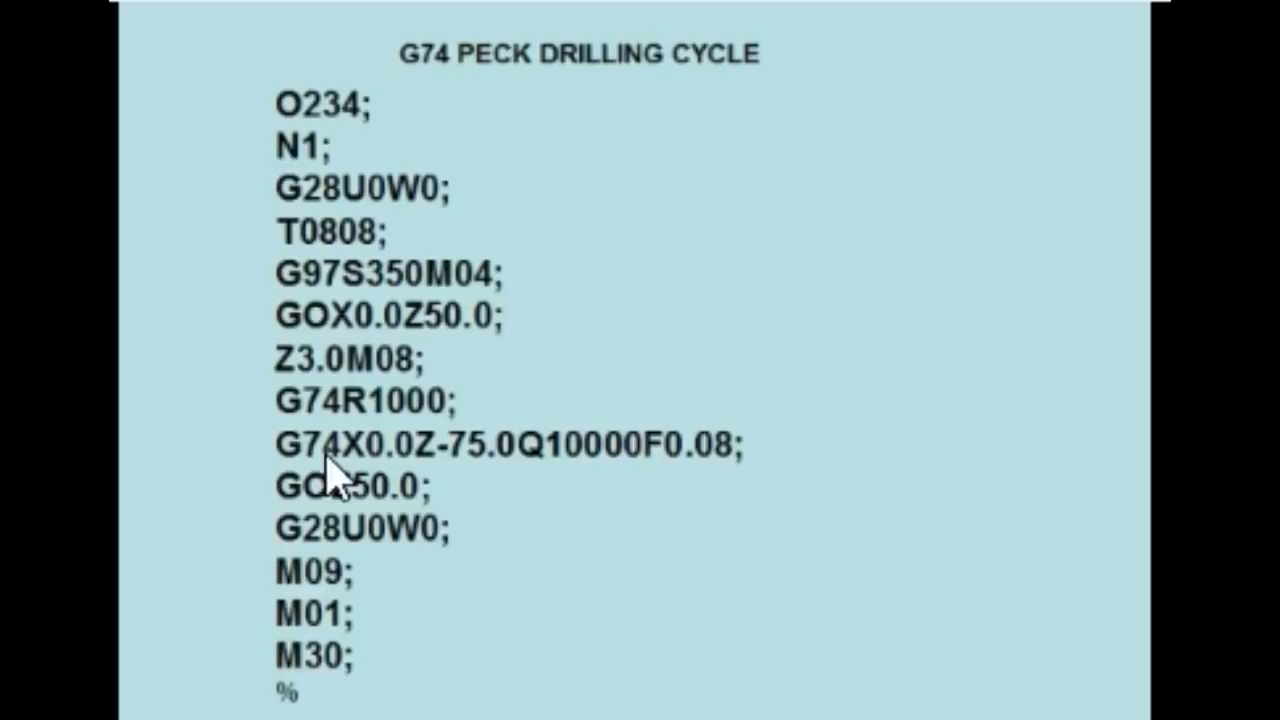 G74 PECK DRILLING CYCLE
O234;
N1;
G28U0W0;
T0808;
G97S350M04;
GOX0.0Z50.0;
Z3.0M08;
G74R1000;
G74X0.0Z-75.0Q10000F0.08;
GO 50.0;
G28U0W0;
M09;
M01;
M30;
%